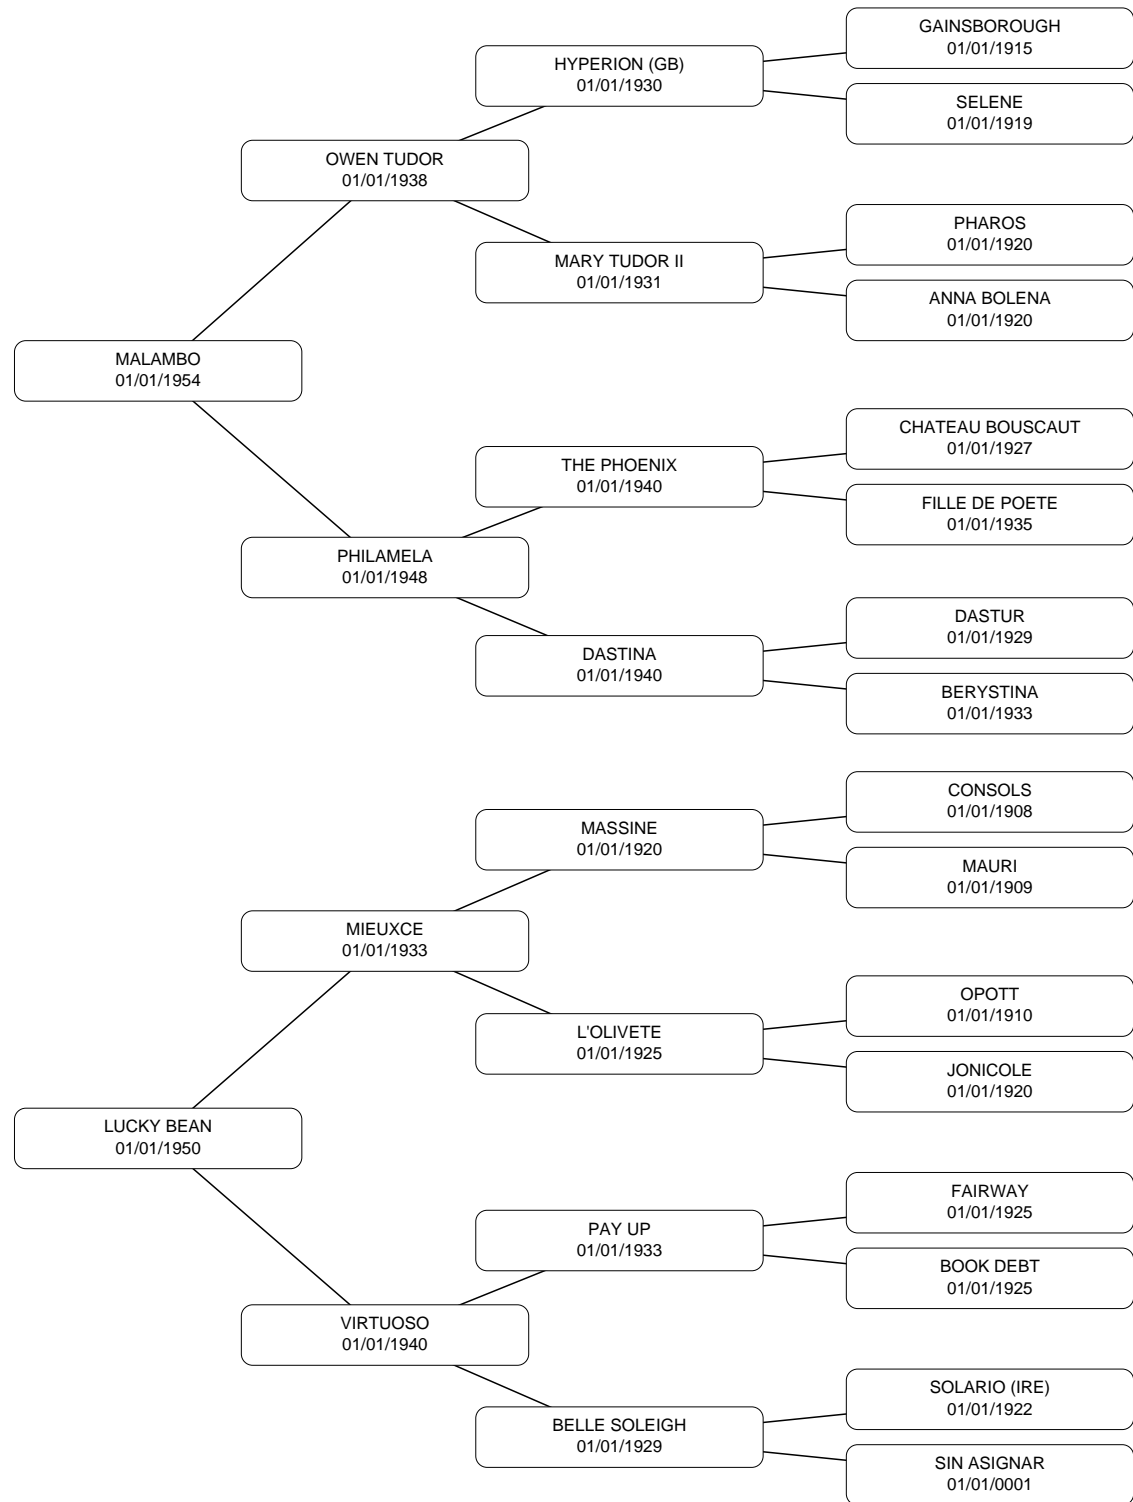 GAINSBOROUGH
01/01/1915
HYPERION (GB)
01/01/1930
SELENE
01/01/1919
OWEN TUDOR
01/01/1938
PHAROS
01/01/1920
MARY TUDOR II
01/01/1931
ANNA BOLENA
01/01/1920
MALAMBO
01/01/1954
CHATEAU BOUSCAUT
01/01/1927
THE PHOENIX
01/01/1940
FILLE DE POETE
01/01/1935
PHILAMELA
01/01/1948
DASTUR
01/01/1929
DASTINA
01/01/1940
BERYSTINA
01/01/1933
CONSOLS
01/01/1908
MASSINE
01/01/1920
MAURI
01/01/1909
MIEUXCE
01/01/1933
OPOTT
01/01/1910
L'OLIVETE
01/01/1925
JONICOLE
01/01/1920
LUCKY BEAN
01/01/1950
FAIRWAY
01/01/1925
PAY UP
01/01/1933
BOOK DEBT
01/01/1925
VIRTUOSO
01/01/1940
SOLARIO (IRE)
01/01/1922
BELLE SOLEIGH
01/01/1929
SIN ASIGNAR
01/01/0001